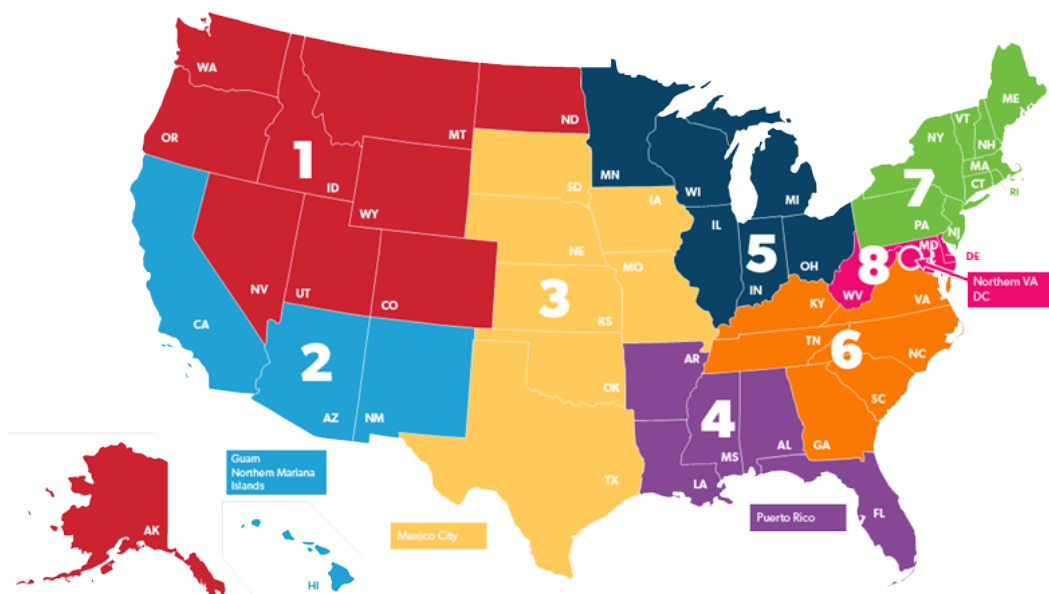 WA
OR
1
ID
MT
ND
WY
NV
UT
CO
AK
CA
2
AZ
NM
HI
Guam
Northern Mariana
Islands
SD
NE
IA
3
KS
MO
OK
TX
Mexico City
AR
4
MS
AL
LA
FL
Puerto Rico
MN
WI
MI
IL
5
IN
OH
KY
VA
TN
6
NC
SC
GA
ME
VT
NY
NH
MA
CT
RI
7
PA
NJ
MD
DE
8
WV
Northern VA
DC